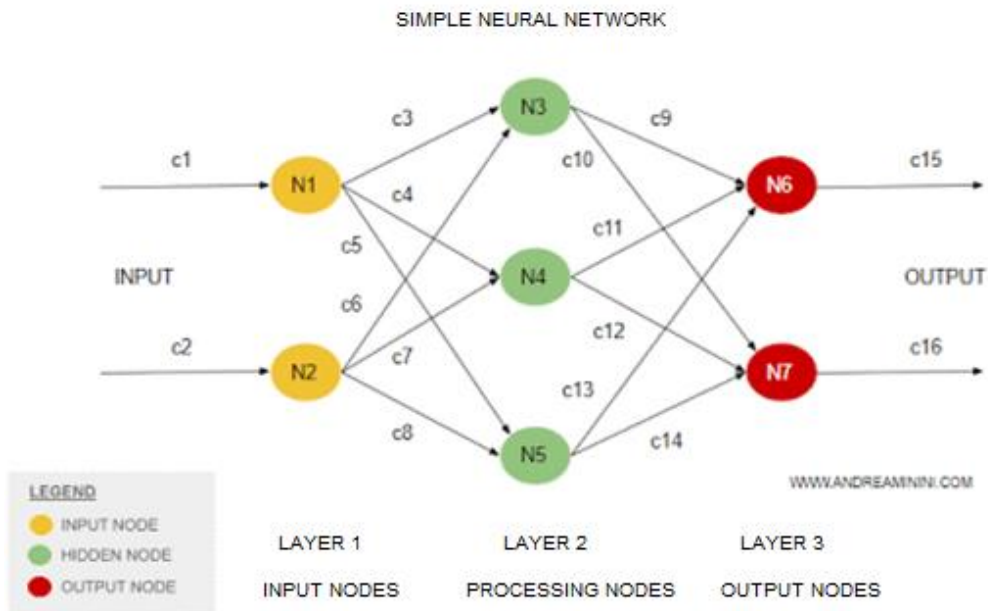 SIMPLE NEURAL NETWORK
N3
c3
c9
c1
c10
c15
N1
N6
c4
c11
c5
INPUT
N4
OUTPUT
c6
c12
c2
c7
c16
N2
N7
c13
c8
c14
N5
WWW.ANDREAMININI.COM
LEGEND
INPUT NODE
HIDDEN NODE
OUTPUT NODE
LAYER 1
LAYER 2
LAYER 3
INPUT NODES
PROCESSING NODES
OUTPUT NODES